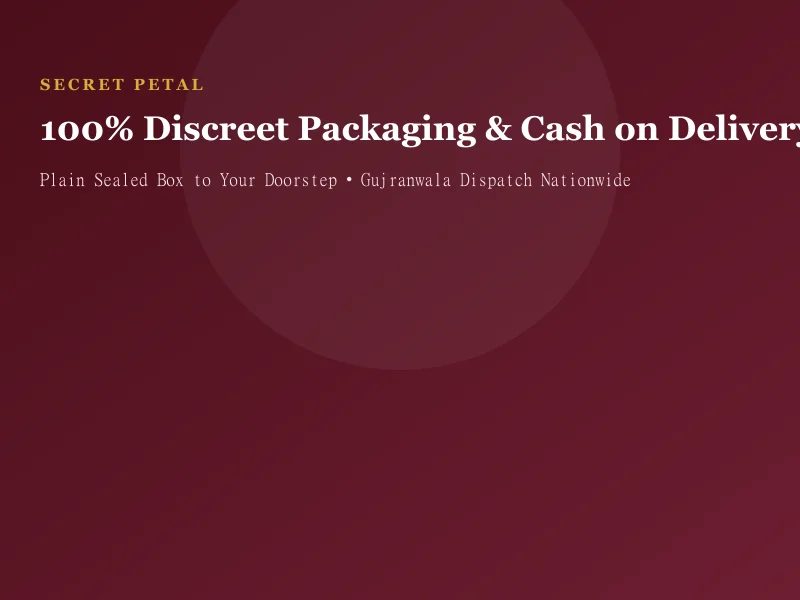 SECRET PETAL
100% Discreet Packaging & Cash on Delivery
Plain Sealed Box to Your Doorstep • Gujranwala Dispatch Nationwide